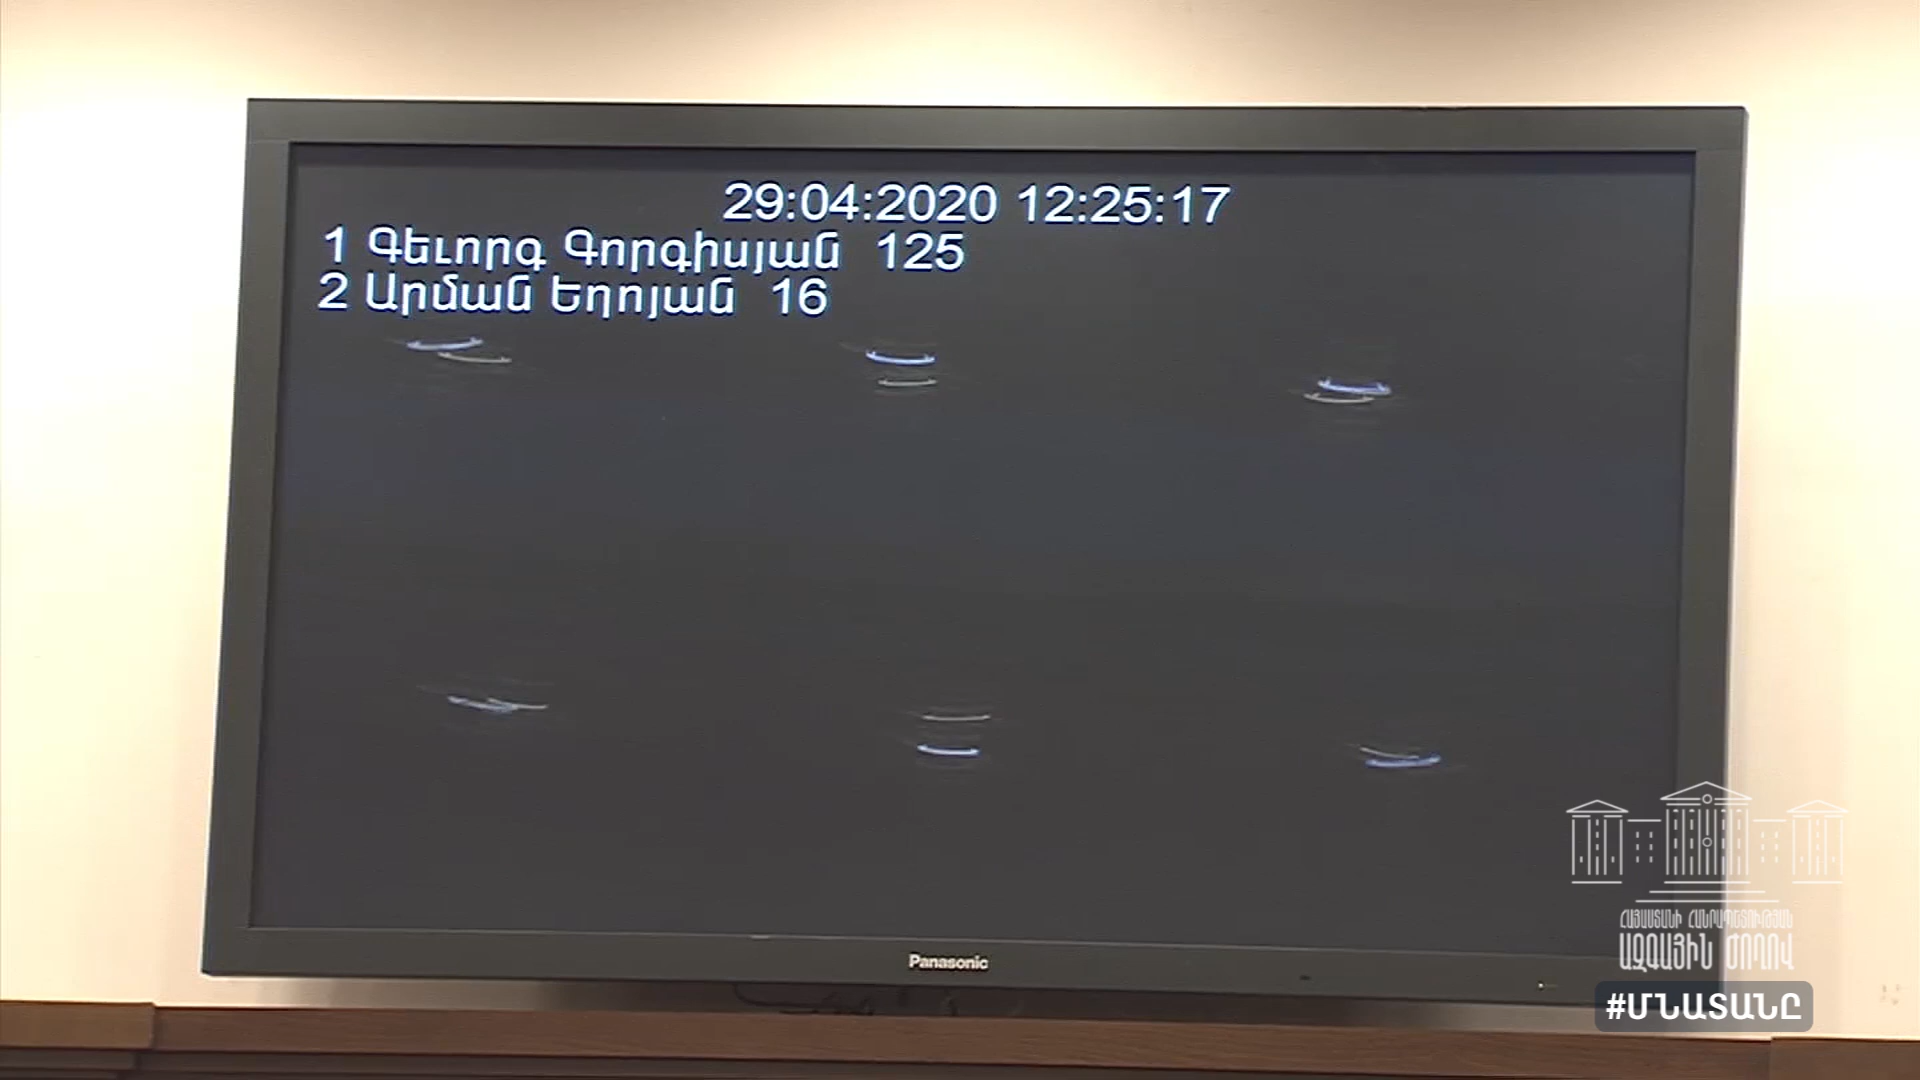 29:04:2020 12:25:17
1 Գեւորգ Գորգիսյան 125
2 Արման Եղոյան 16
Panasonic
ՀԱՅԱՍՏԱՆԻ ՀԱՆՐԱՊԵՏՈՒԹՅԱՆ
ԱԶԳԱՅԻՆ ԺՈՂՈՎ
#ՄՆԱՏԱՆԸ